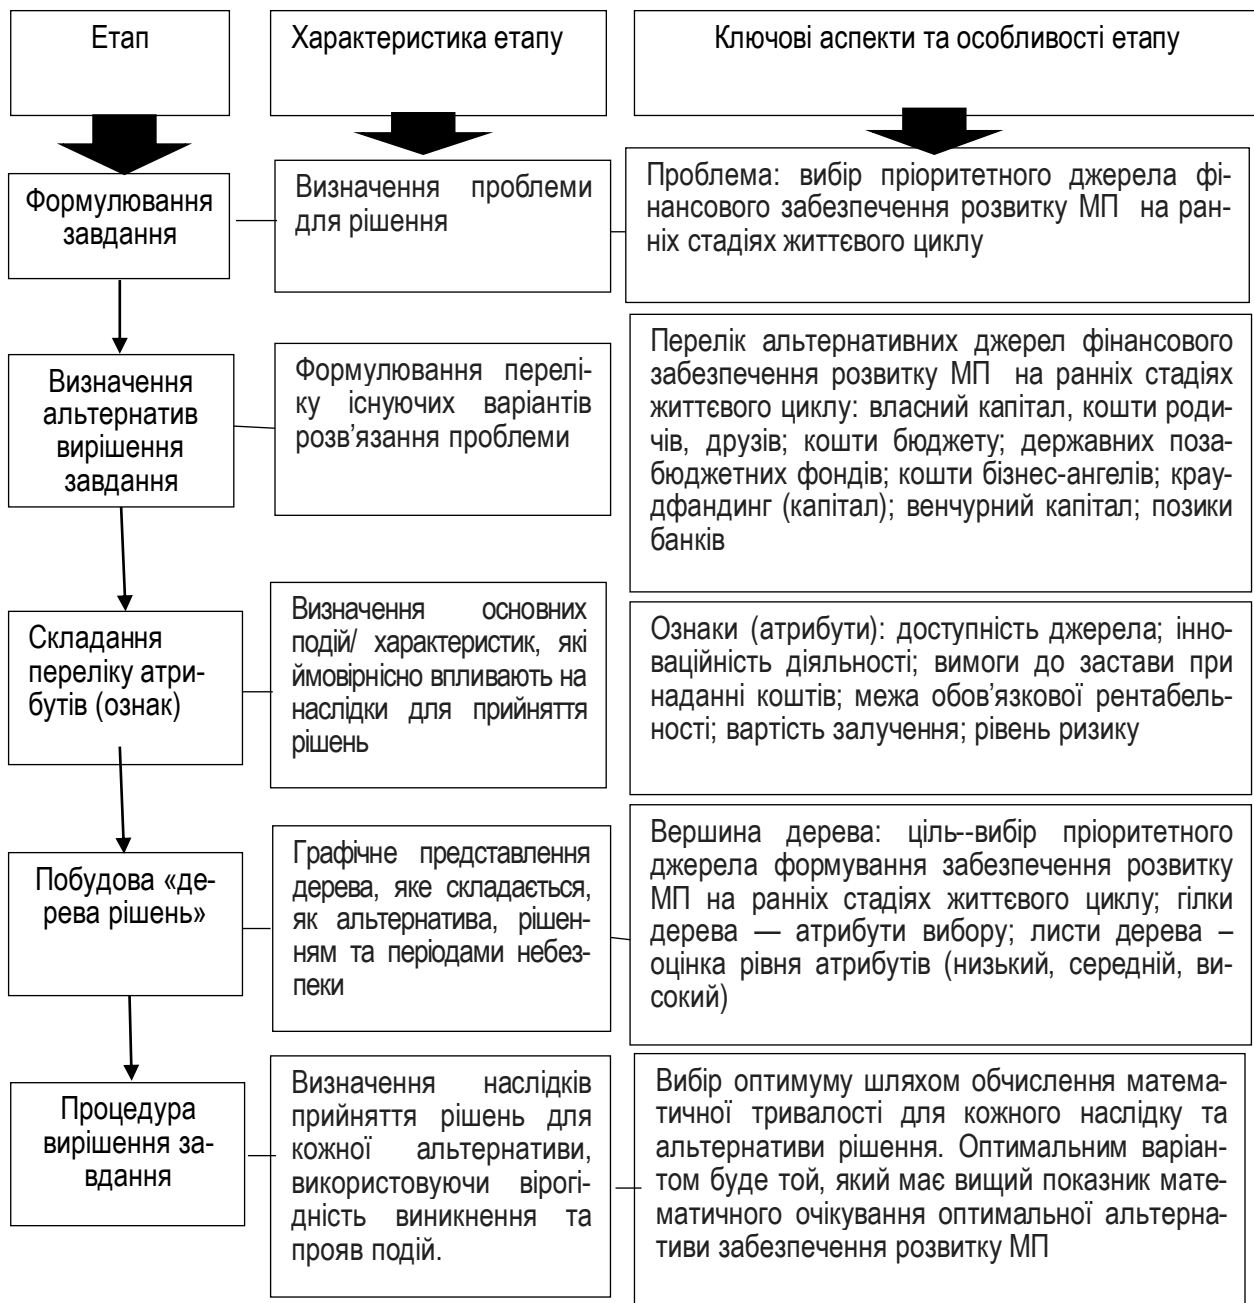 Етап
Характеристика етапу
Ключові аспекти та особливості етапу
Формулювання
завдання
Визначення проблеми
для рішення
Проблема: вибір пріоритетного джерела фі-
нансового забезпечення розвитку МП на ран-
ніх стадіях життєвого циклу
Визначення
альтернатив
вирішення
завдання
Формулювання перелі-
ку існуючих варіантів
розв’язання проблеми
Перелік альтернативних джерел фінансового
забезпечення розвитку МП на ранніх стадіях
життєвого циклу: власний капітал, кошти роди-
чів, друзів; кошти бюджету; державних поза-
бюджетних фондів; кошти бізнес-ангелів; крау-
дфандинг (капітал); венчурний капітал; позики
банків
Складання
переліку атри-
бутів (ознак)
Визначення основних
подій/ характеристик, які
ймовірнісно впливають на
наслідки для прийняття
рішень
Ознаки (атрибути): доступність джерела; інно-
ваційність діяльності; вимоги до застави при
наданні коштів; межа обов’язкової рентабель-
ності; вартість залучення; рівень ризику
Побудова «де-
рева рішень»
Графічне представлення
дерева, яке складається,
як альтернатива, рішен-
ням та періодами небез-
пеки
Вершина дерева: ціль--вибір пріоритетного
джерела формування забезпечення розвитку
МП на ранніх стадіях життєвого циклу; гілки
дерева — атрибути вибору; листи дерева –
оцінка рівня атрибутів (низький, середній, ви-
сокий)
Процедура
вирішення за-
вдання
Визначення наслідків
прийняття рішень для
кожної альтернативи,
використовуючи вірогі-
дність виникнення та
прояв подій.
Вибір оптимуму шляхом обчислення матема-
тичної тривалості для кожного наслідку та
альтернативи рішення. Оптимальним варіан-
том буде той, який має вищий показник мате-
матичного очікування оптимальної альтерна-
тиви забезпечення розвитку МП